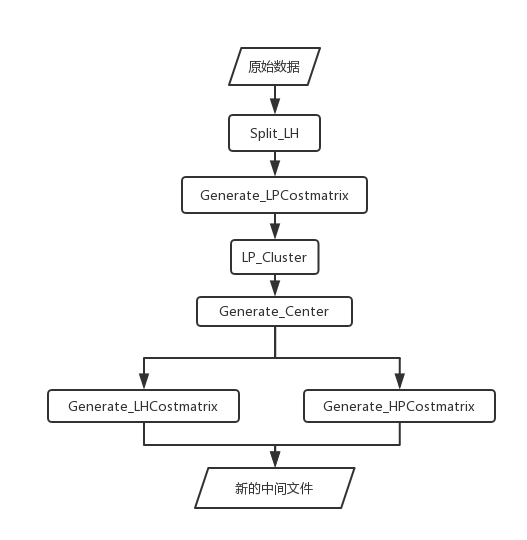 原始数据
Split_LH
Generate_LPCostmatrix
LP_Cluster
Generate_Center
Generate_LHCostmatrix
Generate_HPCostmatrix
新的中间文件